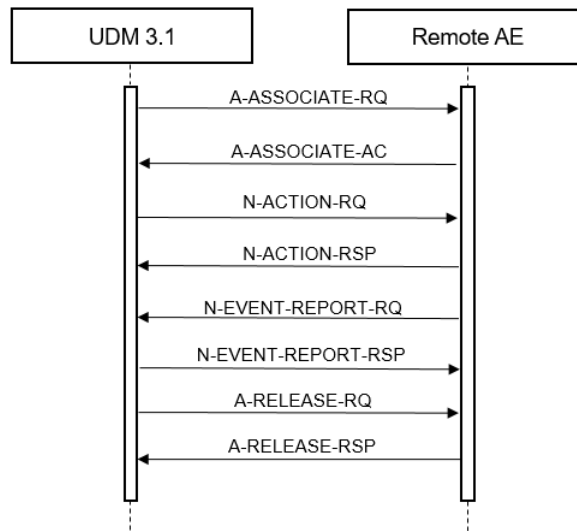 UDM 3.1
Remote AE
A-ASSOCIATE-RQ
A-ASSOCIATE-AC
N-ACTION-RQ
N-ACTION-RSP
N-EVENT-REPORT-RQ
N-EVENT-REPORT-RSP
A-RELEASE-RQ
A-RELEASE-RSP